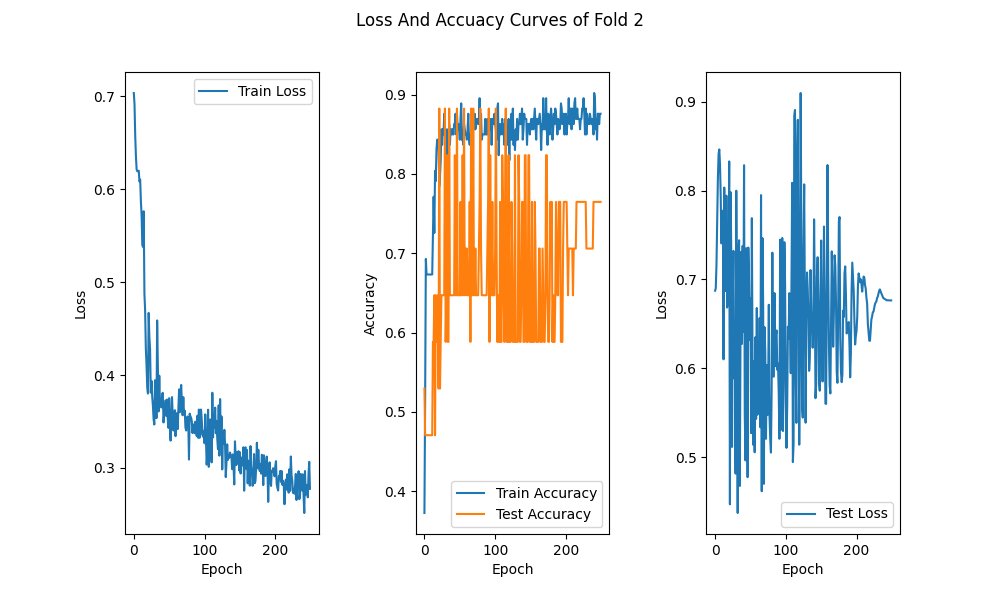 Loss And Accuacy Curves of Fold 2
Train Loss
0.7
0.6
0.5
0.4
0.3
Loss
0
100
200
Epoch
0.9
0.8
0.7
0.6
0.5
0.4
Accuracy
Train Accuracy
Test Accuracy
0
100
200
Epoch
0.9
0.8
0.7
0.6
0.5
Loss
Test Loss
0
100
200
Epoch